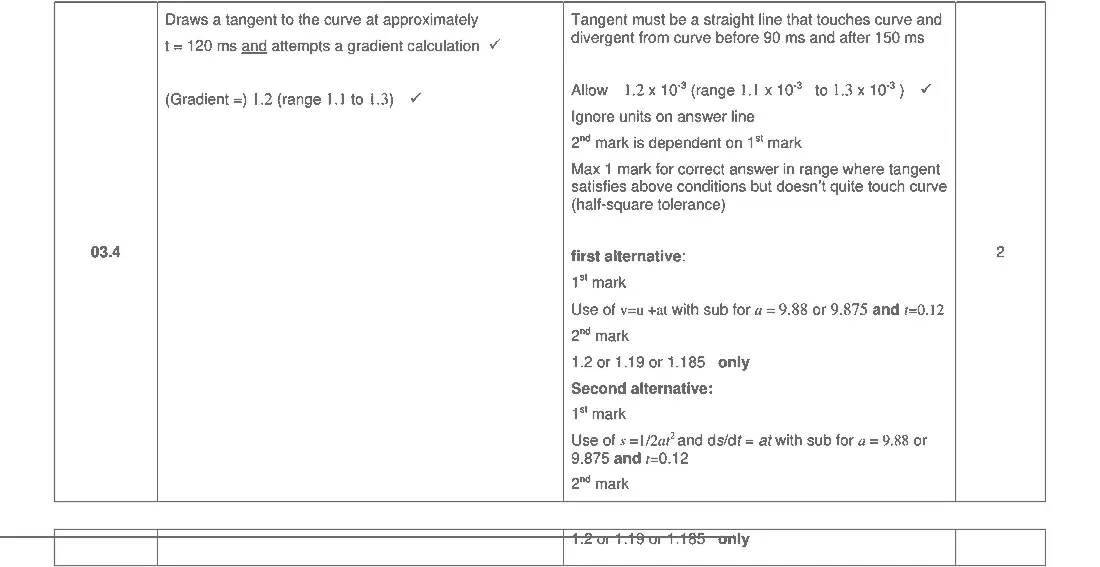 Draws a tangent to the curve at approximately
t = 120 ms and attempts a gradient calculation ✓
(Gradient =) 1.2 (range 1.1 to 1.3) ✓
Tangent must be a straight line that touches curve and
divergent from curve before 90 ms and after 150 ms
Allow 1.2 x 10⁻³ (range 1.1 x 10⁻³ to 1.3 x 10⁻³ ) ✓
Ignore units on answer line
2ⁿᵈ mark is dependent on 1ˢᵗ mark
Max 1 mark for correct answer in range where tangent
satisfies above conditions but doesn't quite touch curve
(half-square tolerance)
03.4
first alternative:
2
1ˢᵗ mark
Use of v=u +at with sub for a = 9.88 or 9.875 and t=0.12
2ⁿᵈ mark
1.2 or 1.19 or 1.185 only
Second alternative:
1ˢᵗ mark
Use of s =1/2at² and ds/dt = at with sub for a = 9.88 or
9.875 and t=0.12
2ⁿᵈ mark
1.2 or 1.19 or 1.185 only